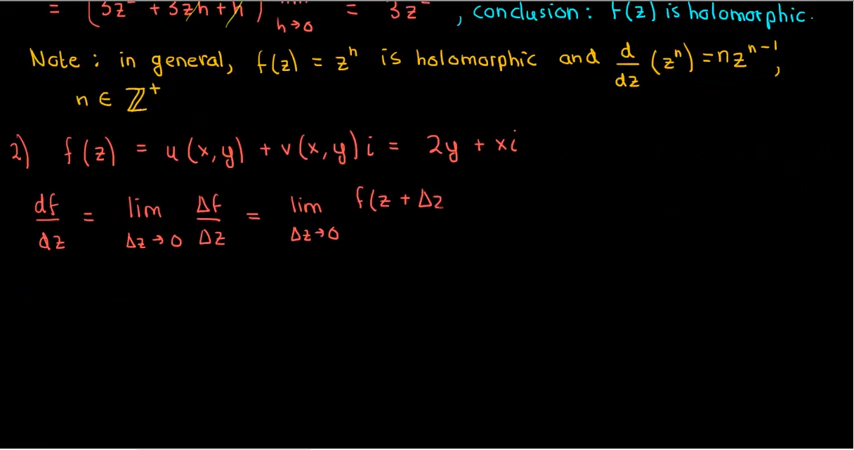 = (3z² + 3zh + h²) h→0 = 3z² , conclusion: f(z) is holomorphic.
Note: in general, f(z) = zⁿ is holomorphic and d/dz (zⁿ) = nzⁿ⁻¹,
n ∈ ℤ⁺
2) f(z) = u(x,y) + v(x,y)i = 2y + xi
df/dz = lim Δz→0 Δf/Δz = lim Δz→0 f(z + Δz